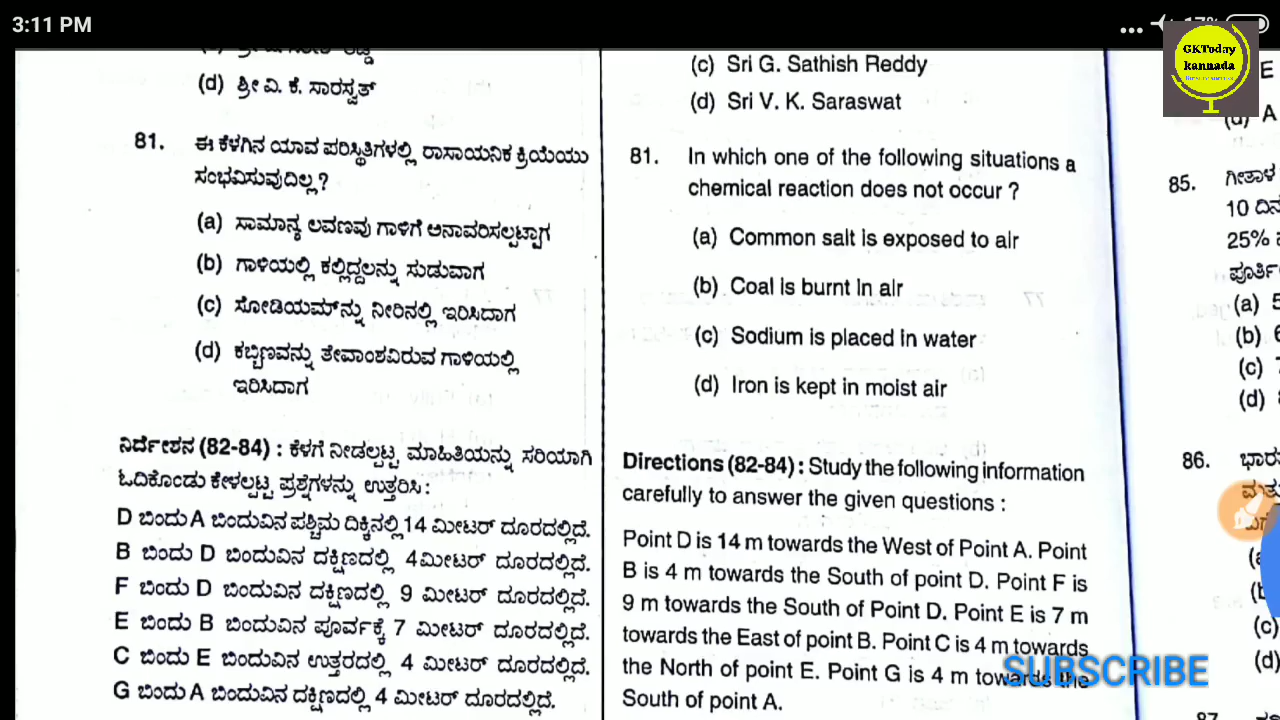 3:11 PM
17%
GKToday
kannada
(d) ಶ್ರೀ ವಿ. ಕೆ. ಸಾರಸ್ವತ್
81. ಈ ಕೆಳಗಿನ ಯಾವ ಪರಿಸ್ಥಿತಿಗಳಲ್ಲಿ ರಾಸಾಯನಿಕ ಕ್ರಿಯೆಯು
ಸಂಭವಿಸುವುದಿಲ್ಲ?
(a) ಸಾಮಾನ್ಯ ಲವಣವು ಗಾಳಿಗೆ ಅನಾವರಿಸಲ್ಪಟ್ಟಾಗ
(b) ಗಾಳಿಯಲ್ಲಿ ಕಲ್ಲಿದ್ದಲನ್ನು ಸುಡುವಾಗ
(c) ಸೋಡಿಯಮ್‌ನ್ನು ನೀರಿನಲ್ಲಿ ಇರಿಸಿದಾಗ
(d) ಕಬ್ಬಿಣವನ್ನು ತೇವಾಂಶವಿರುವ ಗಾಳಿಯಲ್ಲಿ
ಇರಿಸಿದಾಗ
ನಿರ್ದೇಶನ (82-84) : ಕೆಳಗೆ ನೀಡಲ್ಪಟ್ಟ ಮಾಹಿತಿಯನ್ನು ಸರಿಯಾಗಿ
ಓದಿಕೊಂಡು ಕೇಳಲ್ಪಟ್ಟ ಪ್ರಶ್ನೆಗಳನ್ನು ಉತ್ತರಿಸಿ :
D ಬಿಂದು A ಬಿಂದುವಿನ ಪಶ್ಚಿಮ ದಿಕ್ಕಿನಲ್ಲಿ 14 ಮೀಟರ್ ದೂರದಲ್ಲಿದೆ.
B ಬಿಂದು D ಬಿಂದುವಿನ ದಕ್ಷಿಣದಲ್ಲಿ 4 ಮೀಟರ್ ದೂರದಲ್ಲಿದೆ.
F ಬಿಂದು D ಬಿಂದುವಿನ ದಕ್ಷಿಣದಲ್ಲಿ 9 ಮೀಟರ್ ದೂರದಲ್ಲಿದೆ.
E ಬಿಂದು B ಬಿಂದುವಿನ ಪೂರ್ವಕ್ಕೆ 7 ಮೀಟರ್ ದೂರದಲ್ಲಿದೆ.
C ಬಿಂದು E ಬಿಂದುವಿನ ಉತ್ತರದಲ್ಲಿ 4 ಮೀಟರ್ ದೂರದಲ್ಲಿದೆ.
G ಬಿಂದು A ಬಿಂದುವಿನ ದಕ್ಷಿಣದಲ್ಲಿ 4 ಮೀಟರ್ ದೂರದಲ್ಲಿದೆ.
(c) Sri G. Sathish Reddy
(d) Sri V. K. Saraswat
81. In which one of the following situations a
chemical reaction does not occur ?
(a) Common salt is exposed to air
(b) Coal is burnt in air
(c) Sodium is placed in water
(d) Iron is kept in moist air
Directions (82-84) : Study the following information
carefully to answer the given questions :
Point D is 14 m towards the West of Point A. Point
B is 4 m towards the South of point D. Point F is
9 m towards the South of Point D. Point E is 7 m
towards the East of point B. Point C is 4 m towards
the North of point E. Point G is 4 m towards the
South of point A.
SUBSCRIBE
E
(d) A
85. ಗೀತಾಳ
10
25%
(a) 5
(b)
(c)
(d)
86.
(a)
(c)
(d)
87